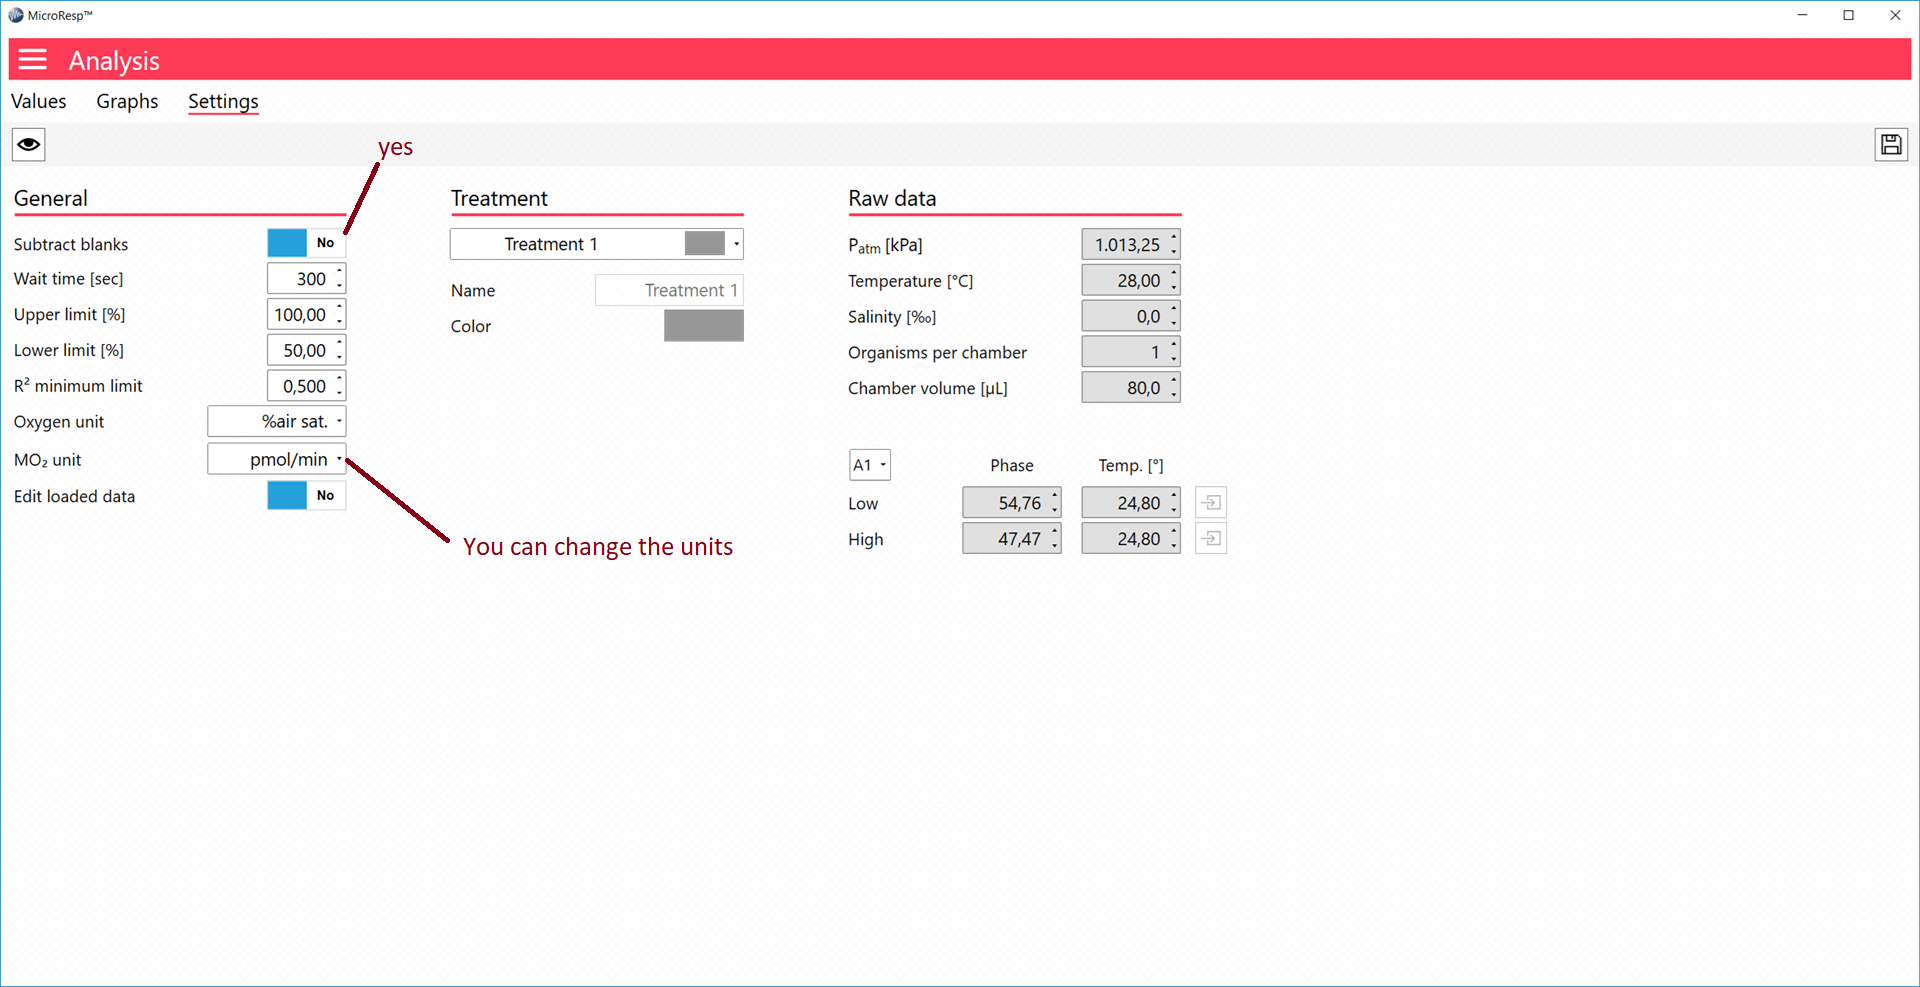 MicroResp™
Analysis
Values Graphs Settings
yes
General Treatment Raw data
Subtract blanks No Treatment 1 Patm [kPa] 1.013,25
Wait time [sec] 300 Name Treatment 1 Temperature [°C] 28,00
Upper limit [%] 100,00 Color Salinity [‰] 0,0
Lower limit [%] 50,00 Organisms per chamber 1
R² minimum limit 0,500 Chamber volume [µL] 80,0
Oxygen unit %air sat.
MO₂ unit pmol/min A1 Phase Temp. [°]
Edit loaded data No Low 54,76 24,80
You can change the units High 47,47 24,80